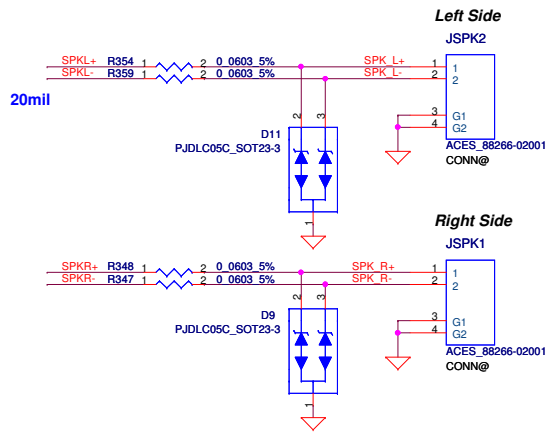 Left Side
JSPK2
SPKL+ R354 1 2 0_0603_5% SPK_L+ 1 1
SPKL- R359 1 2 0_0603_5% SPK_L- 2 2
20mil
3 G1
4 G2
2 3
D11
PJDLC05C_SOT23-3
ACES_88266-02001
CONN@
1
Right Side
JSPK1
SPKR+ R348 1 2 0_0603_5% SPK_R+ 1 1
SPKR- R347 1 2 0_0603_5% SPK_R- 2 2
2 3
D9
PJDLC05C_SOT23-3
3 G1
4 G2
ACES_88266-02001
CONN@
1